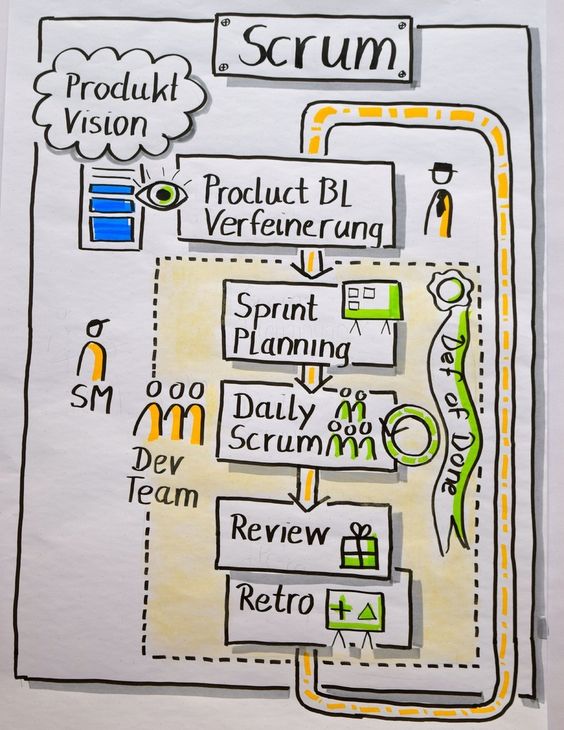 Scrum
Produkt
Vision
Product BL
Verfeinerung
Sprint
Planning
SM
Daily
Scrum
Dev
Team
Def of Done
Review
Retro